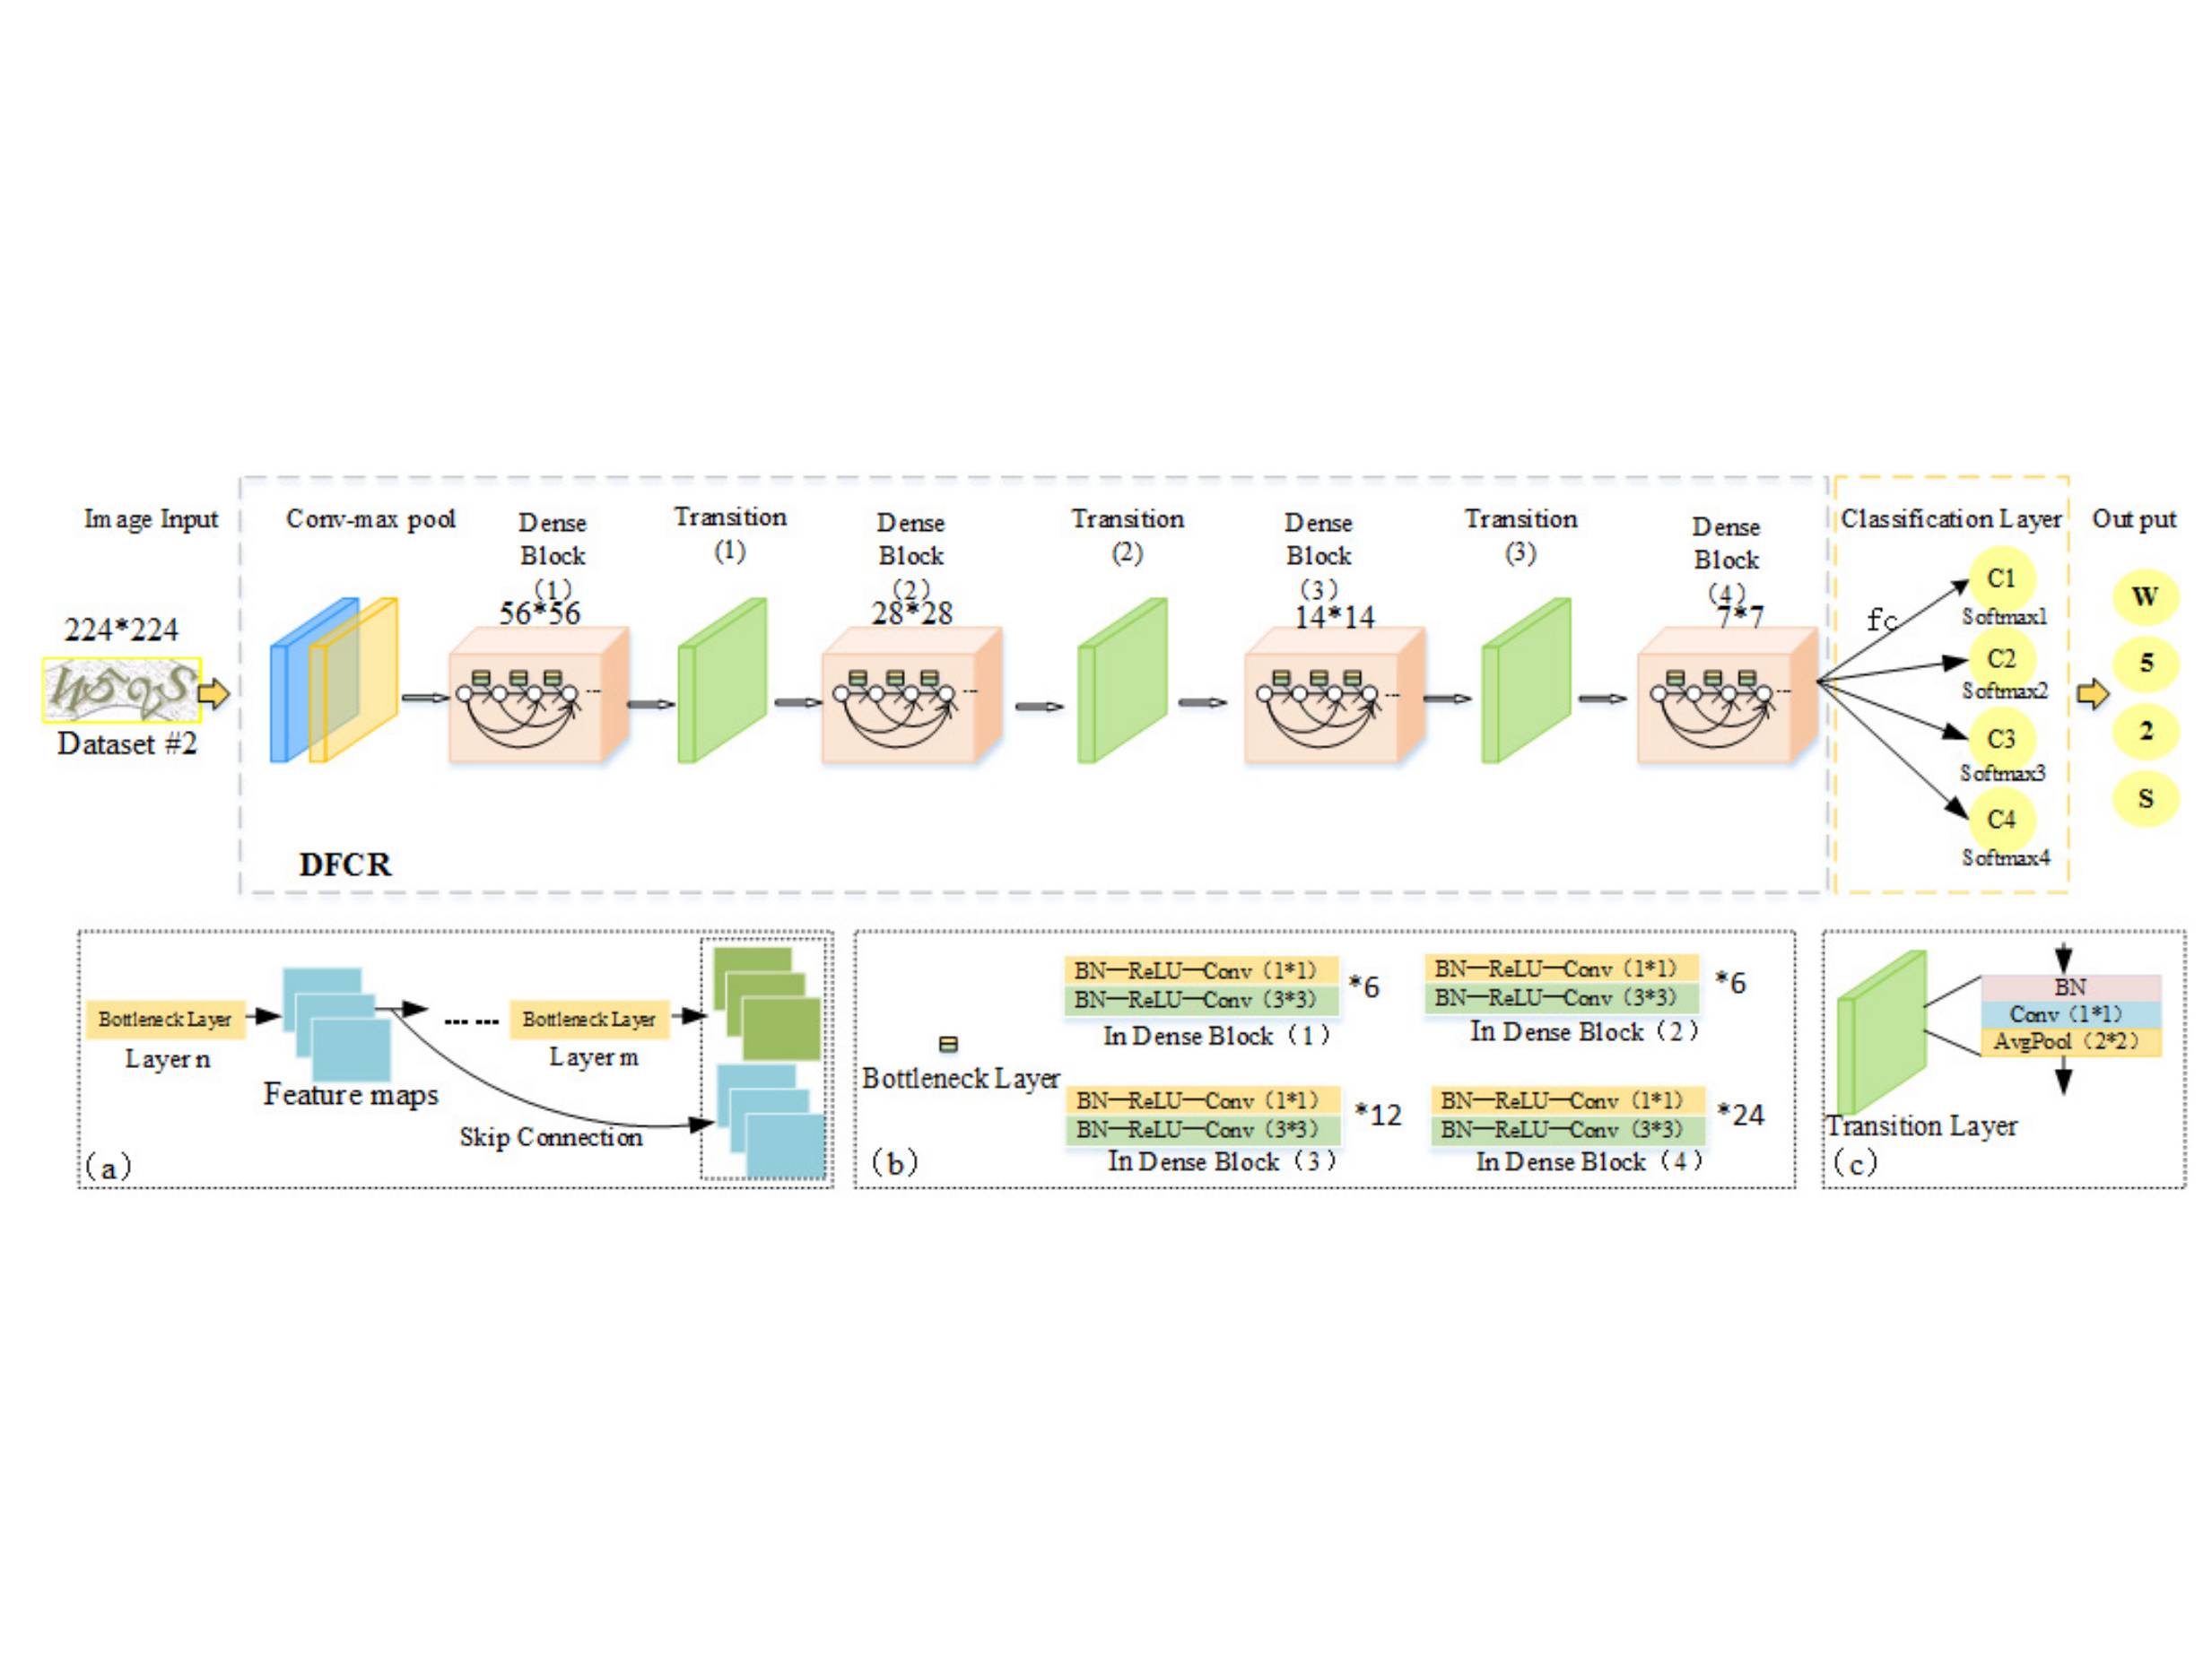 Image Input
224*224
W52S
Dataset #2
Conv-max pool
Dense
Block
(1)
56*56
Transition
(1)
Dense
Block
(2)
28*28
Transition
(2)
Dense
Block
(3)
14*14
Transition
(3)
Dense
Block
(4)
7*7
DFCR
Classification Layer
fc
C1
Softmax1
C2
Softmax2
C3
Softmax3
C4
Softmax4
Output
W
5
2
S
Bottleneck Layer
Layer n
Feature maps
Bottleneck Layer
Layer m
Skip Connection
(a)
Bottleneck Layer
BN—ReLU—Conv (1*1)
BN—ReLU—Conv (3*3)
*6
In Dense Block (1)
BN—ReLU—Conv (1*1)
BN—ReLU—Conv (3*3)
*6
In Dense Block (2)
BN—ReLU—Conv (1*1)
BN—ReLU—Conv (3*3)
*12
In Dense Block (3)
BN—ReLU—Conv (1*1)
BN—ReLU—Conv (3*3)
*24
In Dense Block (4)
(b)
BN
Conv (1*1)
AvgPool (2*2)
Transition Layer
(c)